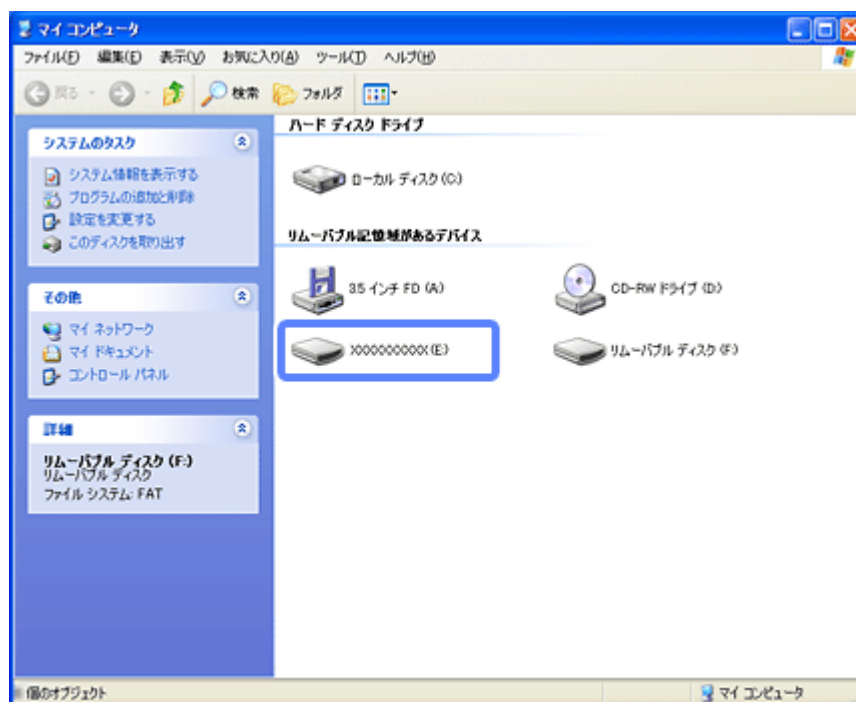 マイ コンピュータ
ファイル(F) 編集(E) 表示(V) お気に入り(A) ツール(T) ヘルプ(H)
戻る 検索 フォルダ
システムのタスク
システム情報を表示する
プログラムの追加と削除
設定を変更する
このディスクを取り出す
その他
マイ ネットワーク
マイ ドキュメント
コントロール パネル
詳細
リムーバブル ディスク (F:)
リムーバブル ディスク
ファイル システム: FAT
ハード ディスク ドライブ
ローカル ディスク (C:)
リムーバブル記憶域があるデバイス
3.5 インチ FD (A)
CD-RW ドライブ (D)
XXXXXXXXXX (E:)
リムーバブル ディスク (F)
個のオブジェクト
マイ コンピュータ